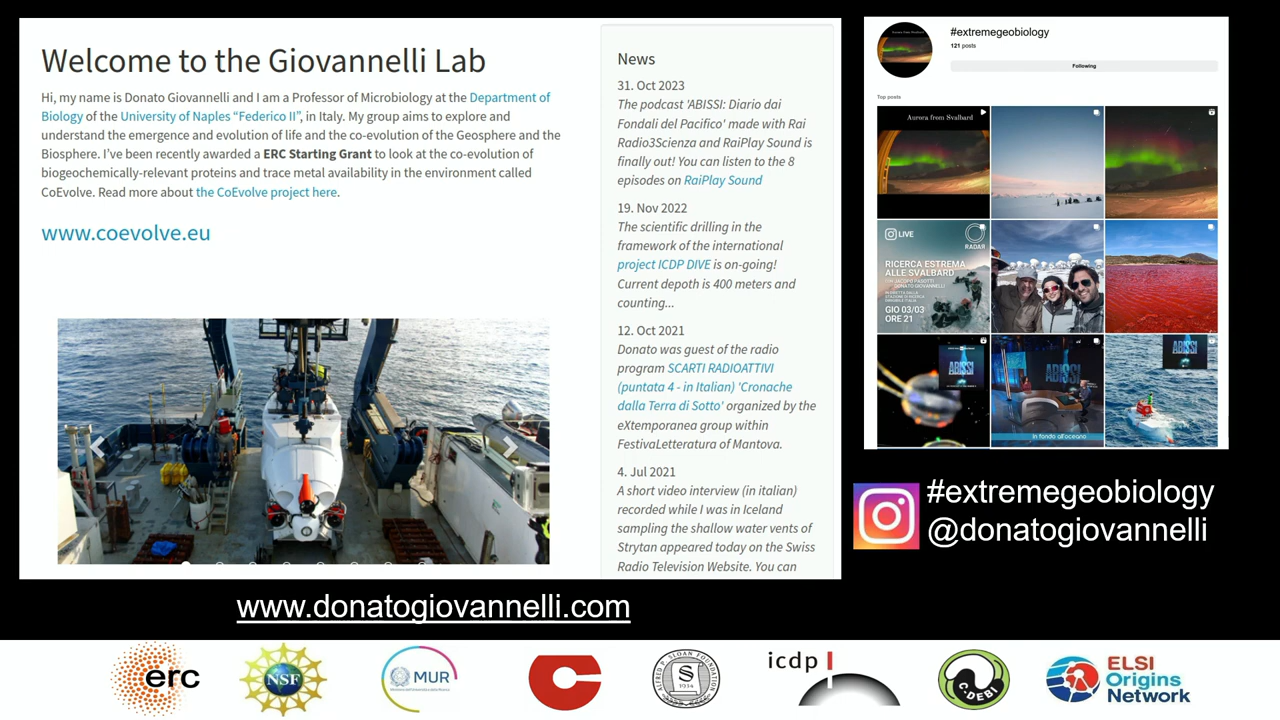 Welcome to the Giovannelli Lab
Hi, my name is Donato Giovannelli and I am a Professor of Microbiology at the Department of
Biology of the University of Naples “Federico II”, in Italy. My group aims to explore and
understand the emergence and evolution of life and the co-evolution of the Geosphere and the
Biosphere. I've been recently awarded a ERC Starting Grant to look at the co-evolution of
biogeochemically-relevant proteins and trace metal availability in the environment called
CoEvolve. Read more about the CoEvolve project here.
www.coevolve.eu
News
31. Oct 2023
The podcast 'ABISSI: Diario dai
Fondali del Pacifico' made with Rai
Radio3Scienza and RaiPlay Sound is
finally out! You can listen to the 8
episodes on RaiPlay Sound
19. Nov 2022
The scientific drilling in the
framework of the international
project ICDP DIVE is on-going!
Current depoth is 400 meters and
counting...
12. Oct 2021
Donato was guest of the radio
program SCARTI RADIOATTIVI
(puntata 4 - in Italian) 'Cronache
dalla Terra di Sotto' organized by the
eXtemporanea group within
FestivaLetteratura of Mantova.
4. Jul 2021
A short video interview (in italian)
recorded while I was in Iceland
sampling the shallow water vents of
Strytan appeared today on the Swiss
Radio Television Website. You can
#extremegeobiology
121 posts
Following
Top posts
Aurora from Svalbard
LIVE
RADAR
RICERCA ESTREMA
ALLE SVALBARD
GIO 03/03
ORE 21
ABISSI
ABISSI
ABISSI
in fondo all'oceano
#extremegeobiology
@donatogiovannelli
www.donatogiovannelli.com
erc
NSF
MUR
ALFRED P. SLOAN FOUNDATION
S
1934
icdp
C-DEBI
ELSI
Origins
Network